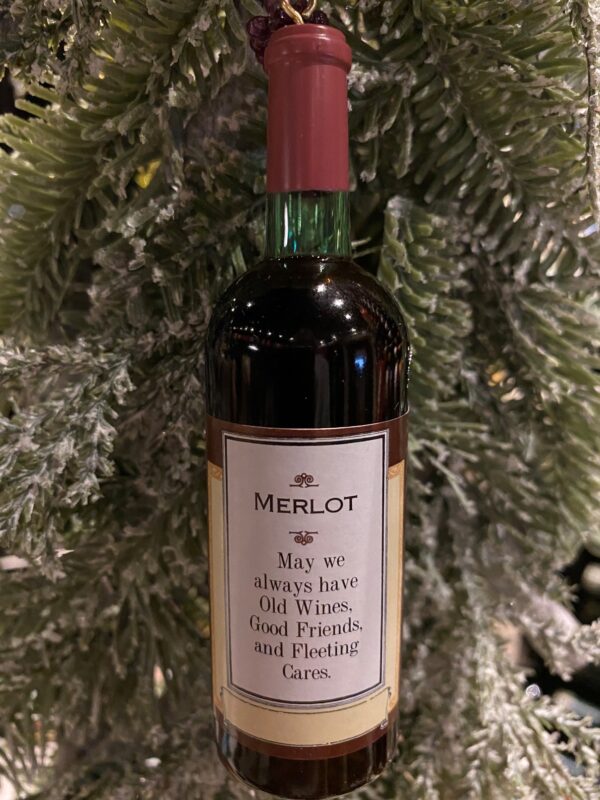 MERLOT
May we
always have
Old Wines,
Good Friends,
and Fleeting
Cares.